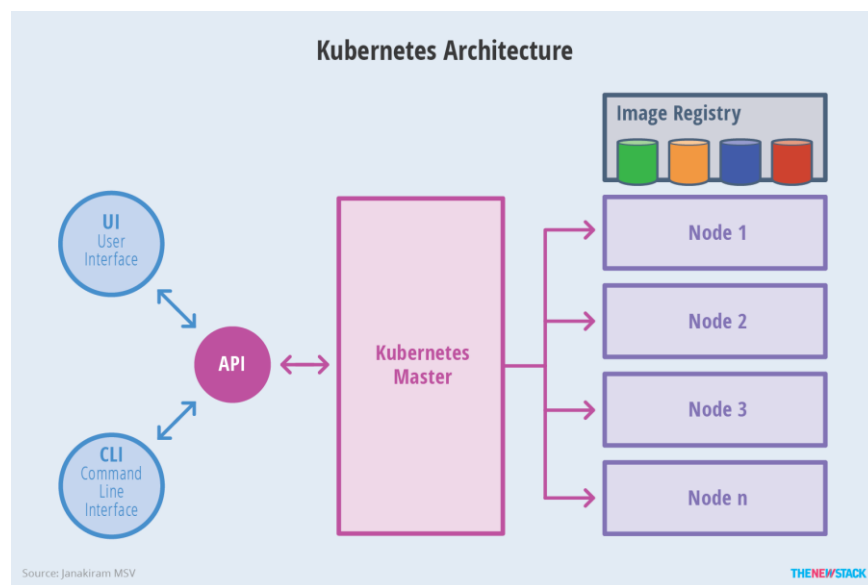 Kubernetes Architecture
Image Registry
UI
User
Interface
API
CLI
Command
Line
Interface
Kubernetes
Master
Node 1
Node 2
Node 3
Node n
Source: Janakiram MSV
THENEWSTACK